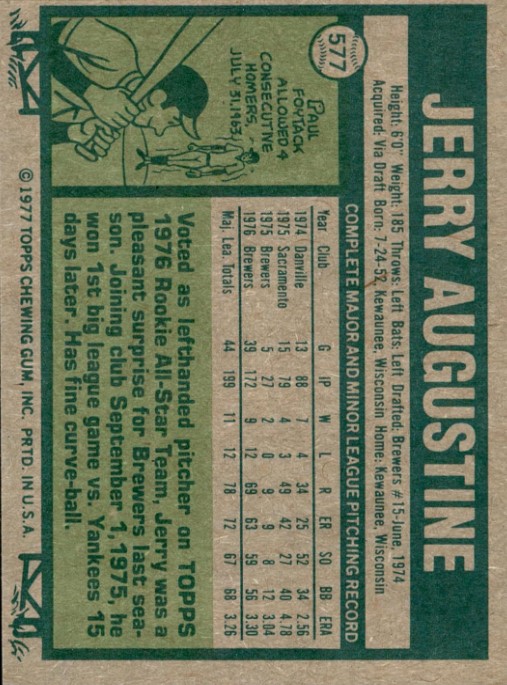 577
JERRY AUGUSTINE
Height: 6'0" Weight: 185 Throws: Left Bats: Left Drafted: Brewers #15-June, 1974
Acquired: Via Draft Born: 7-24-52, Kewaunee, Wisconsin Home: Kewaunee, Wisconsin
COMPLETE MAJOR AND MINOR LEAGUE PITCHING RECORD
Year Club G IP W L R ER SO BB ERA
1974 Danville 13 88 7 4 34 25 52 34 2.56
1975 Sacramento 15 79 4 3 49 42 27 40 4.78
1975 Brewers 5 27 2 0 9 9 8 12 3.04
1976 Brewers 39 172 9 12 69 63 59 56 3.30
Maj. Lea. Totals 44 199 11 12 78 72 67 68 3.26
PAUL
FOYTACK
ALLOWED 4
CONSECUTIVE
HOMERS,
JULY 31, 1963.
Voted as lefthanded pitcher on TOPPS
1976 Rookie All-Star Team, Jerry was a
pleasant surprise for Brewers last sea-
son. Joining club September 1, 1975, he
won 1st big league game vs. Yankees 15
days later. Has fine curve-ball.
©1977 TOPPS CHEWING GUM, INC. PRTD. IN U.S.A.